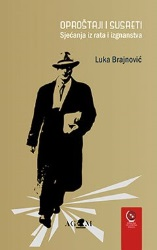 OPROŠTAJI I SUSRETI
Sjećanja iz rata i izgnanstva
Luka Brajnović
AGM